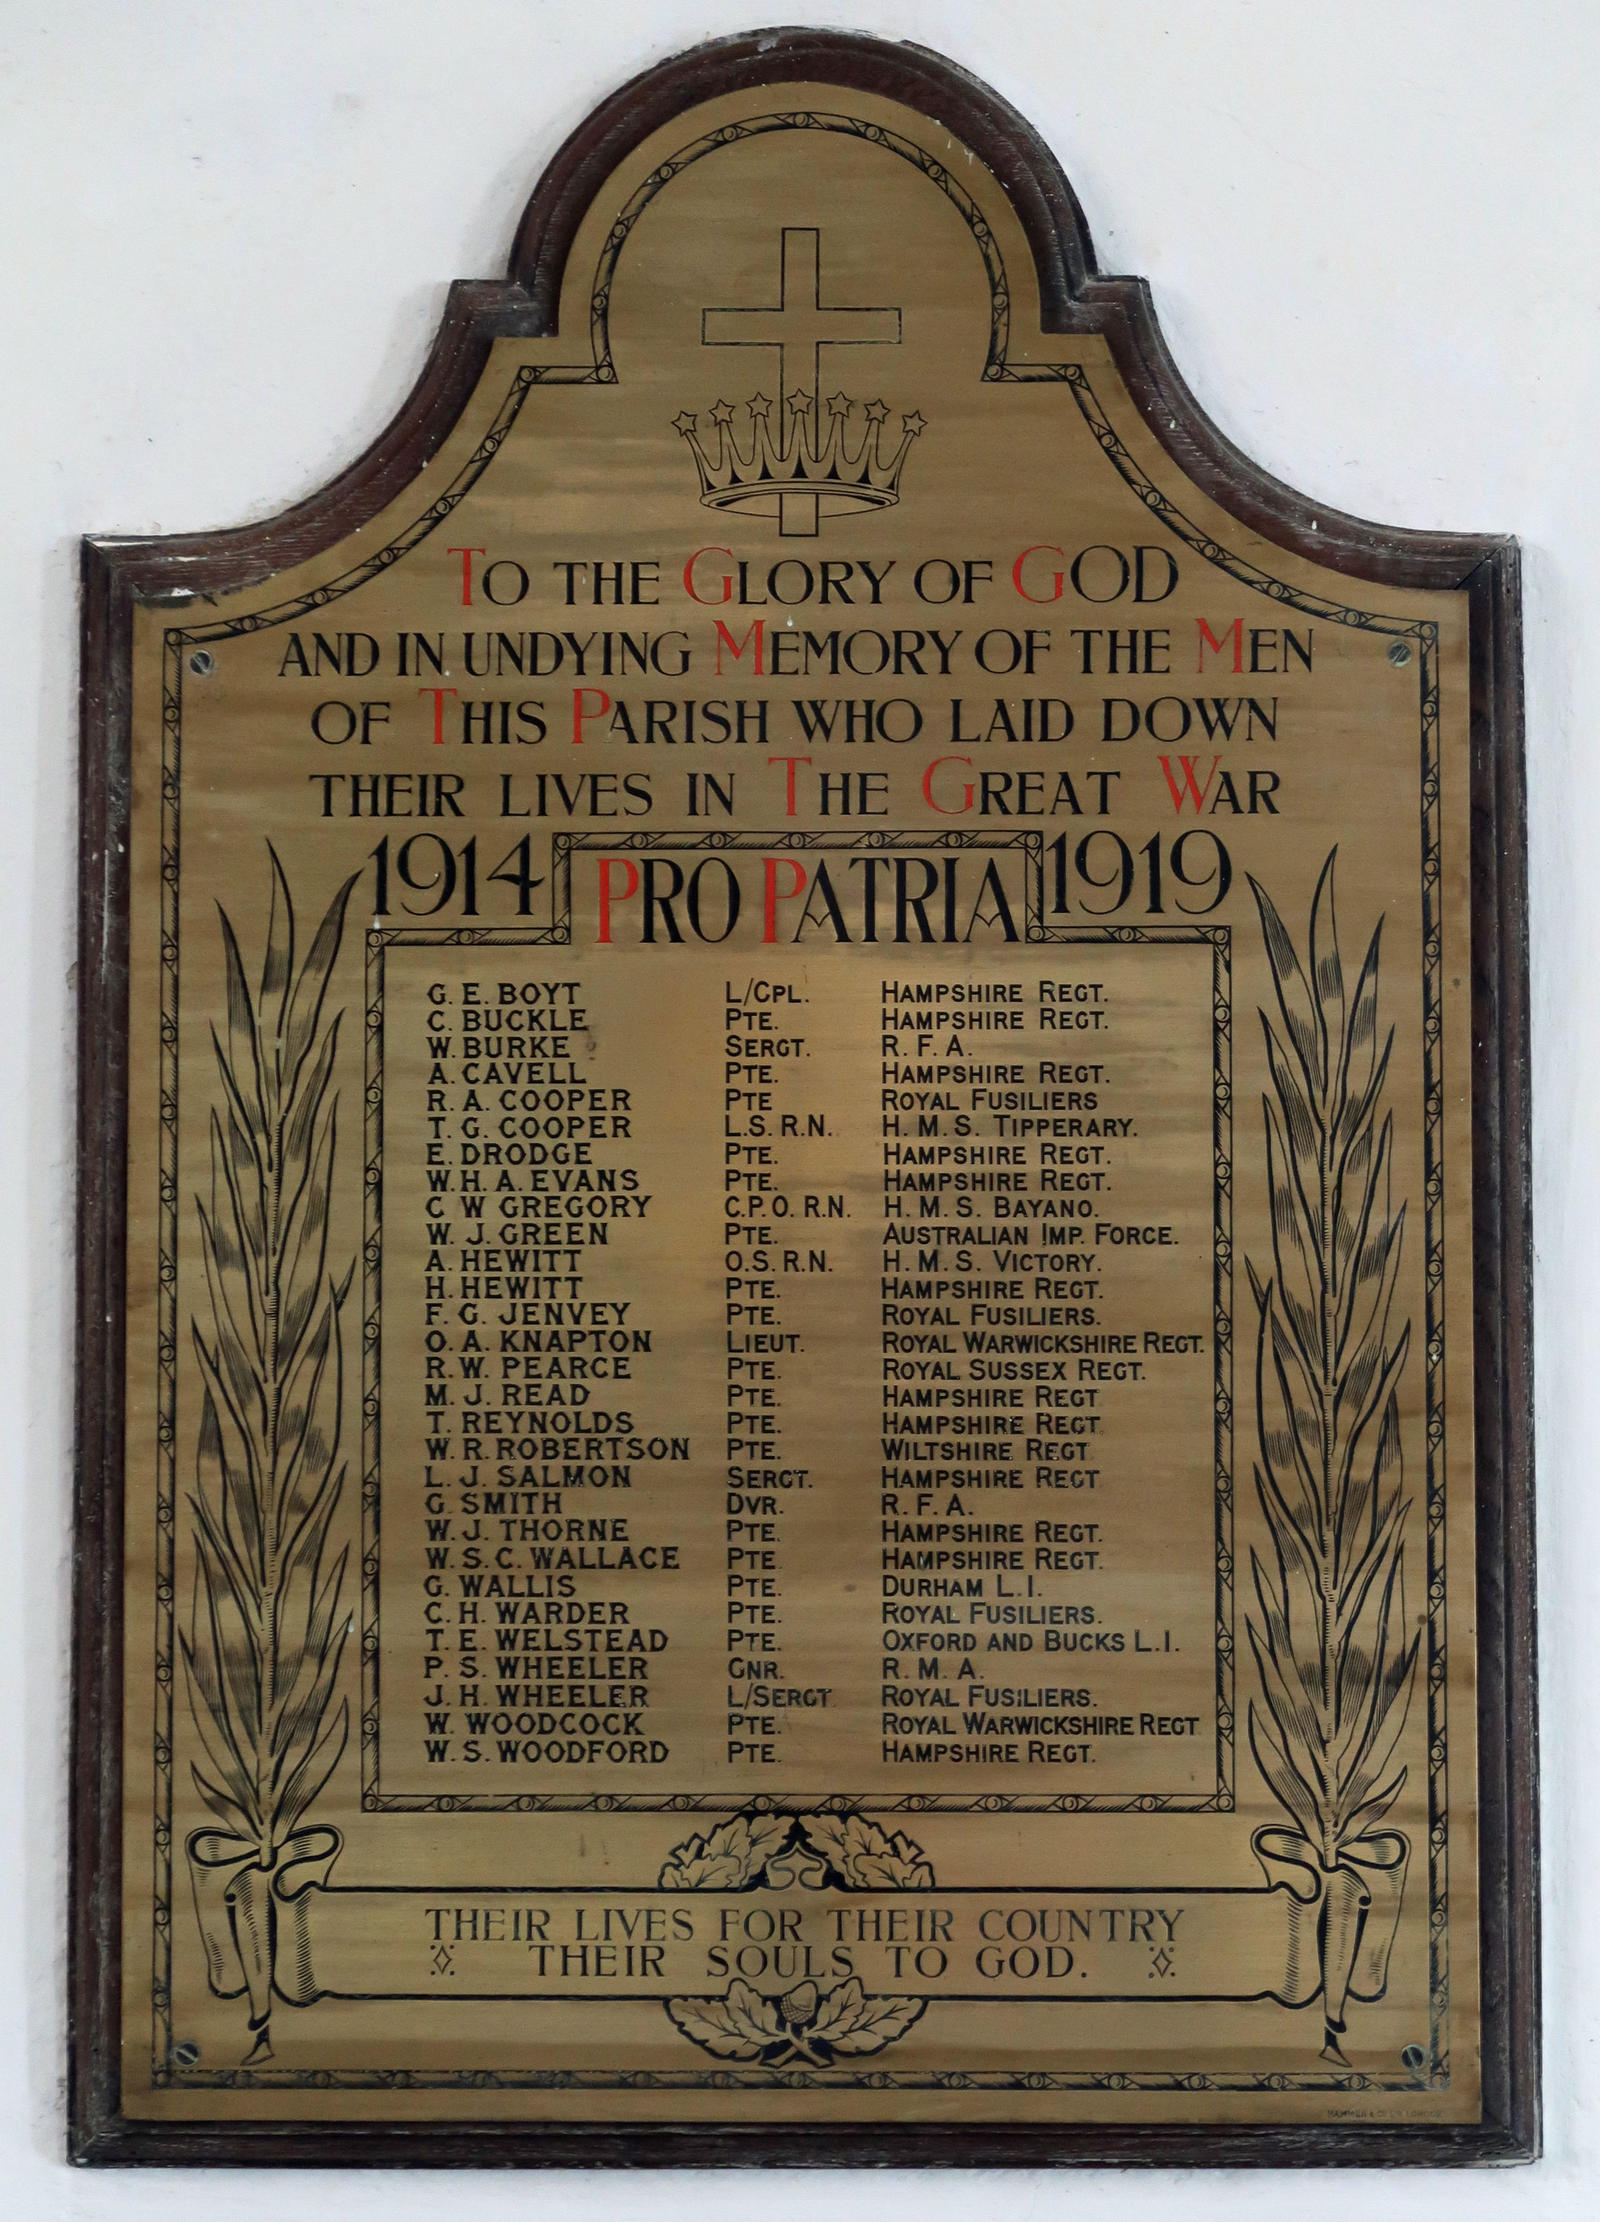 TO THE GLORY OF GOD
AND IN UNDYING MEMORY OF THE MEN
OF THIS PARISH WHO LAID DOWN
THEIR LIVES IN THE GREAT WAR
1914 PRO PATRIA 1919
G. E. BOYT L/CPL. HAMPSHIRE REGT.
C. BUCKLE PTE. HAMPSHIRE REGT.
W. BURKE SERGT. R. F. A.
A. CAVELL PTE. HAMPSHIRE REGT.
R. A. COOPER PTE ROYAL FUSILIERS
T. G. COOPER L.S. R.N. H. M. S. TIPPERARY.
E. DRODGE PTE. HAMPSHIRE REGT.
W. H. A. EVANS PTE. HAMPSHIRE REGT.
C W GREGORY C.P.O. R.N. H. M. S. BAYANO.
W. J. GREEN PTE. AUSTRALIAN IMP. FORCE.
A. HEWITT O.S. R.N. H. M. S. VICTORY.
H. HEWITT PTE. HAMPSHIRE REGT.
F. G. JENVEY PTE. ROYAL FUSILIERS.
O. A. KNAPTON LIEUT. ROYAL WARWICKSHIRE REGT.
R. W. PEARCE PTE. ROYAL SUSSEX REGT.
M. J. READ PTE. HAMPSHIRE REGT
T. REYNOLDS PTE. HAMPSHIRE REGT.
W. R. ROBERTSON PTE. WILTSHIRE REGT
L. J. SALMON SERGT. HAMPSHIRE REGT
G. SMITH DVR. R. F. A.
W. J. THORNE PTE. HAMPSHIRE REGT.
W. S. C. WALLACE PTE. HAMPSHIRE REGT.
G. WALLIS PTE. DURHAM L.I.
C. H. WARDER PTE. ROYAL FUSILIERS.
T. E. WELSTEAD PTE. OXFORD AND BUCKS L.I.
P. S. WHEELER GNR. R. M. A.
J. H. WHEELER L/SERGT ROYAL FUSILIERS.
W. WOODCOCK PTE. ROYAL WARWICKSHIRE REGT
W. S. WOODFORD PTE. HAMPSHIRE REGT.
THEIR LIVES FOR THEIR COUNTRY
THEIR SOULS TO GOD.